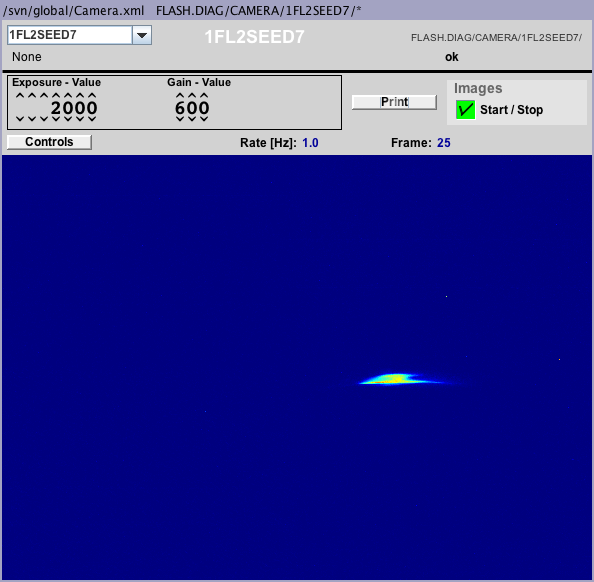 /svn/global/Camera.xml   FLASH.DIAG/CAMERA/1FL2SEED7/*
1FL2SEED7
1FL2SEED7
FLASH.DIAG/CAMERA/1FL2SEED7/
None
ok
Exposure - Value
Gain - Value
2000
600
Print
Images
Start / Stop
Controls
Rate [Hz]: 1.0
Frame: 25